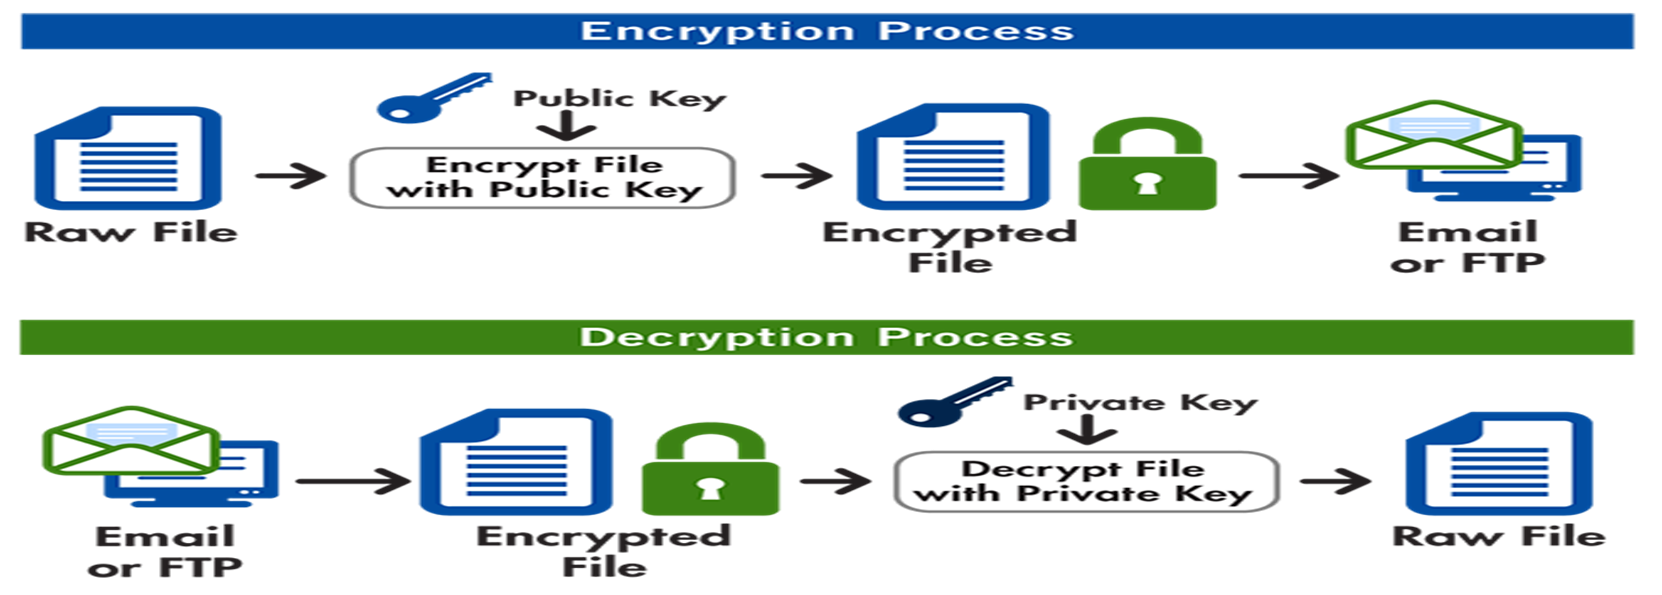 Encryption Process
Public Key
Encrypt File
with Public Key
Raw File
Encrypted
File
Email
or FTP
Decryption Process
Private Key
Decrypt File
with Private Key
Email
or FTP
Encrypted
File
Raw File